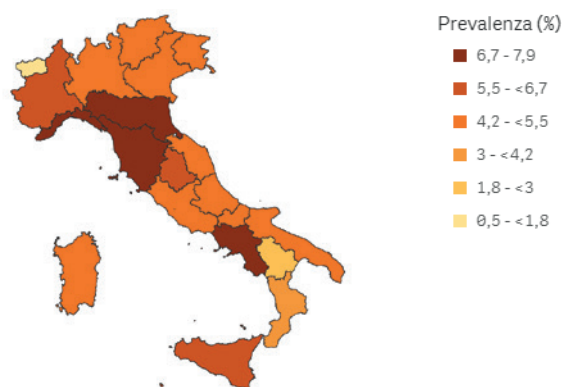 Prevalenza (%)
6,7 - 7,9
5,5 - <6,7
4,2 - <5,5
3 - <4,2
1,8 - <3
0,5 - <1,8